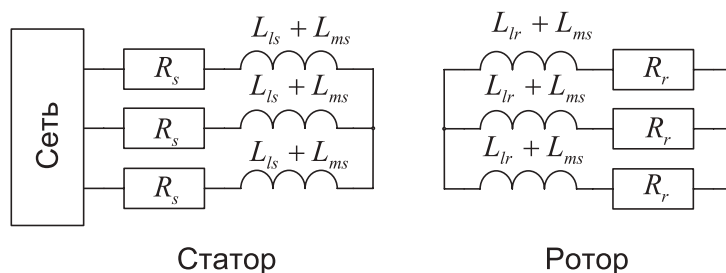 Сеть
R_s
L_ls + L_ms
R_s
L_ls + L_ms
R_s
L_ls + L_ms
Статор
L_lr + L_ms
R_r
L_lr + L_ms
R_r
L_lr + L_ms
R_r
Ротор